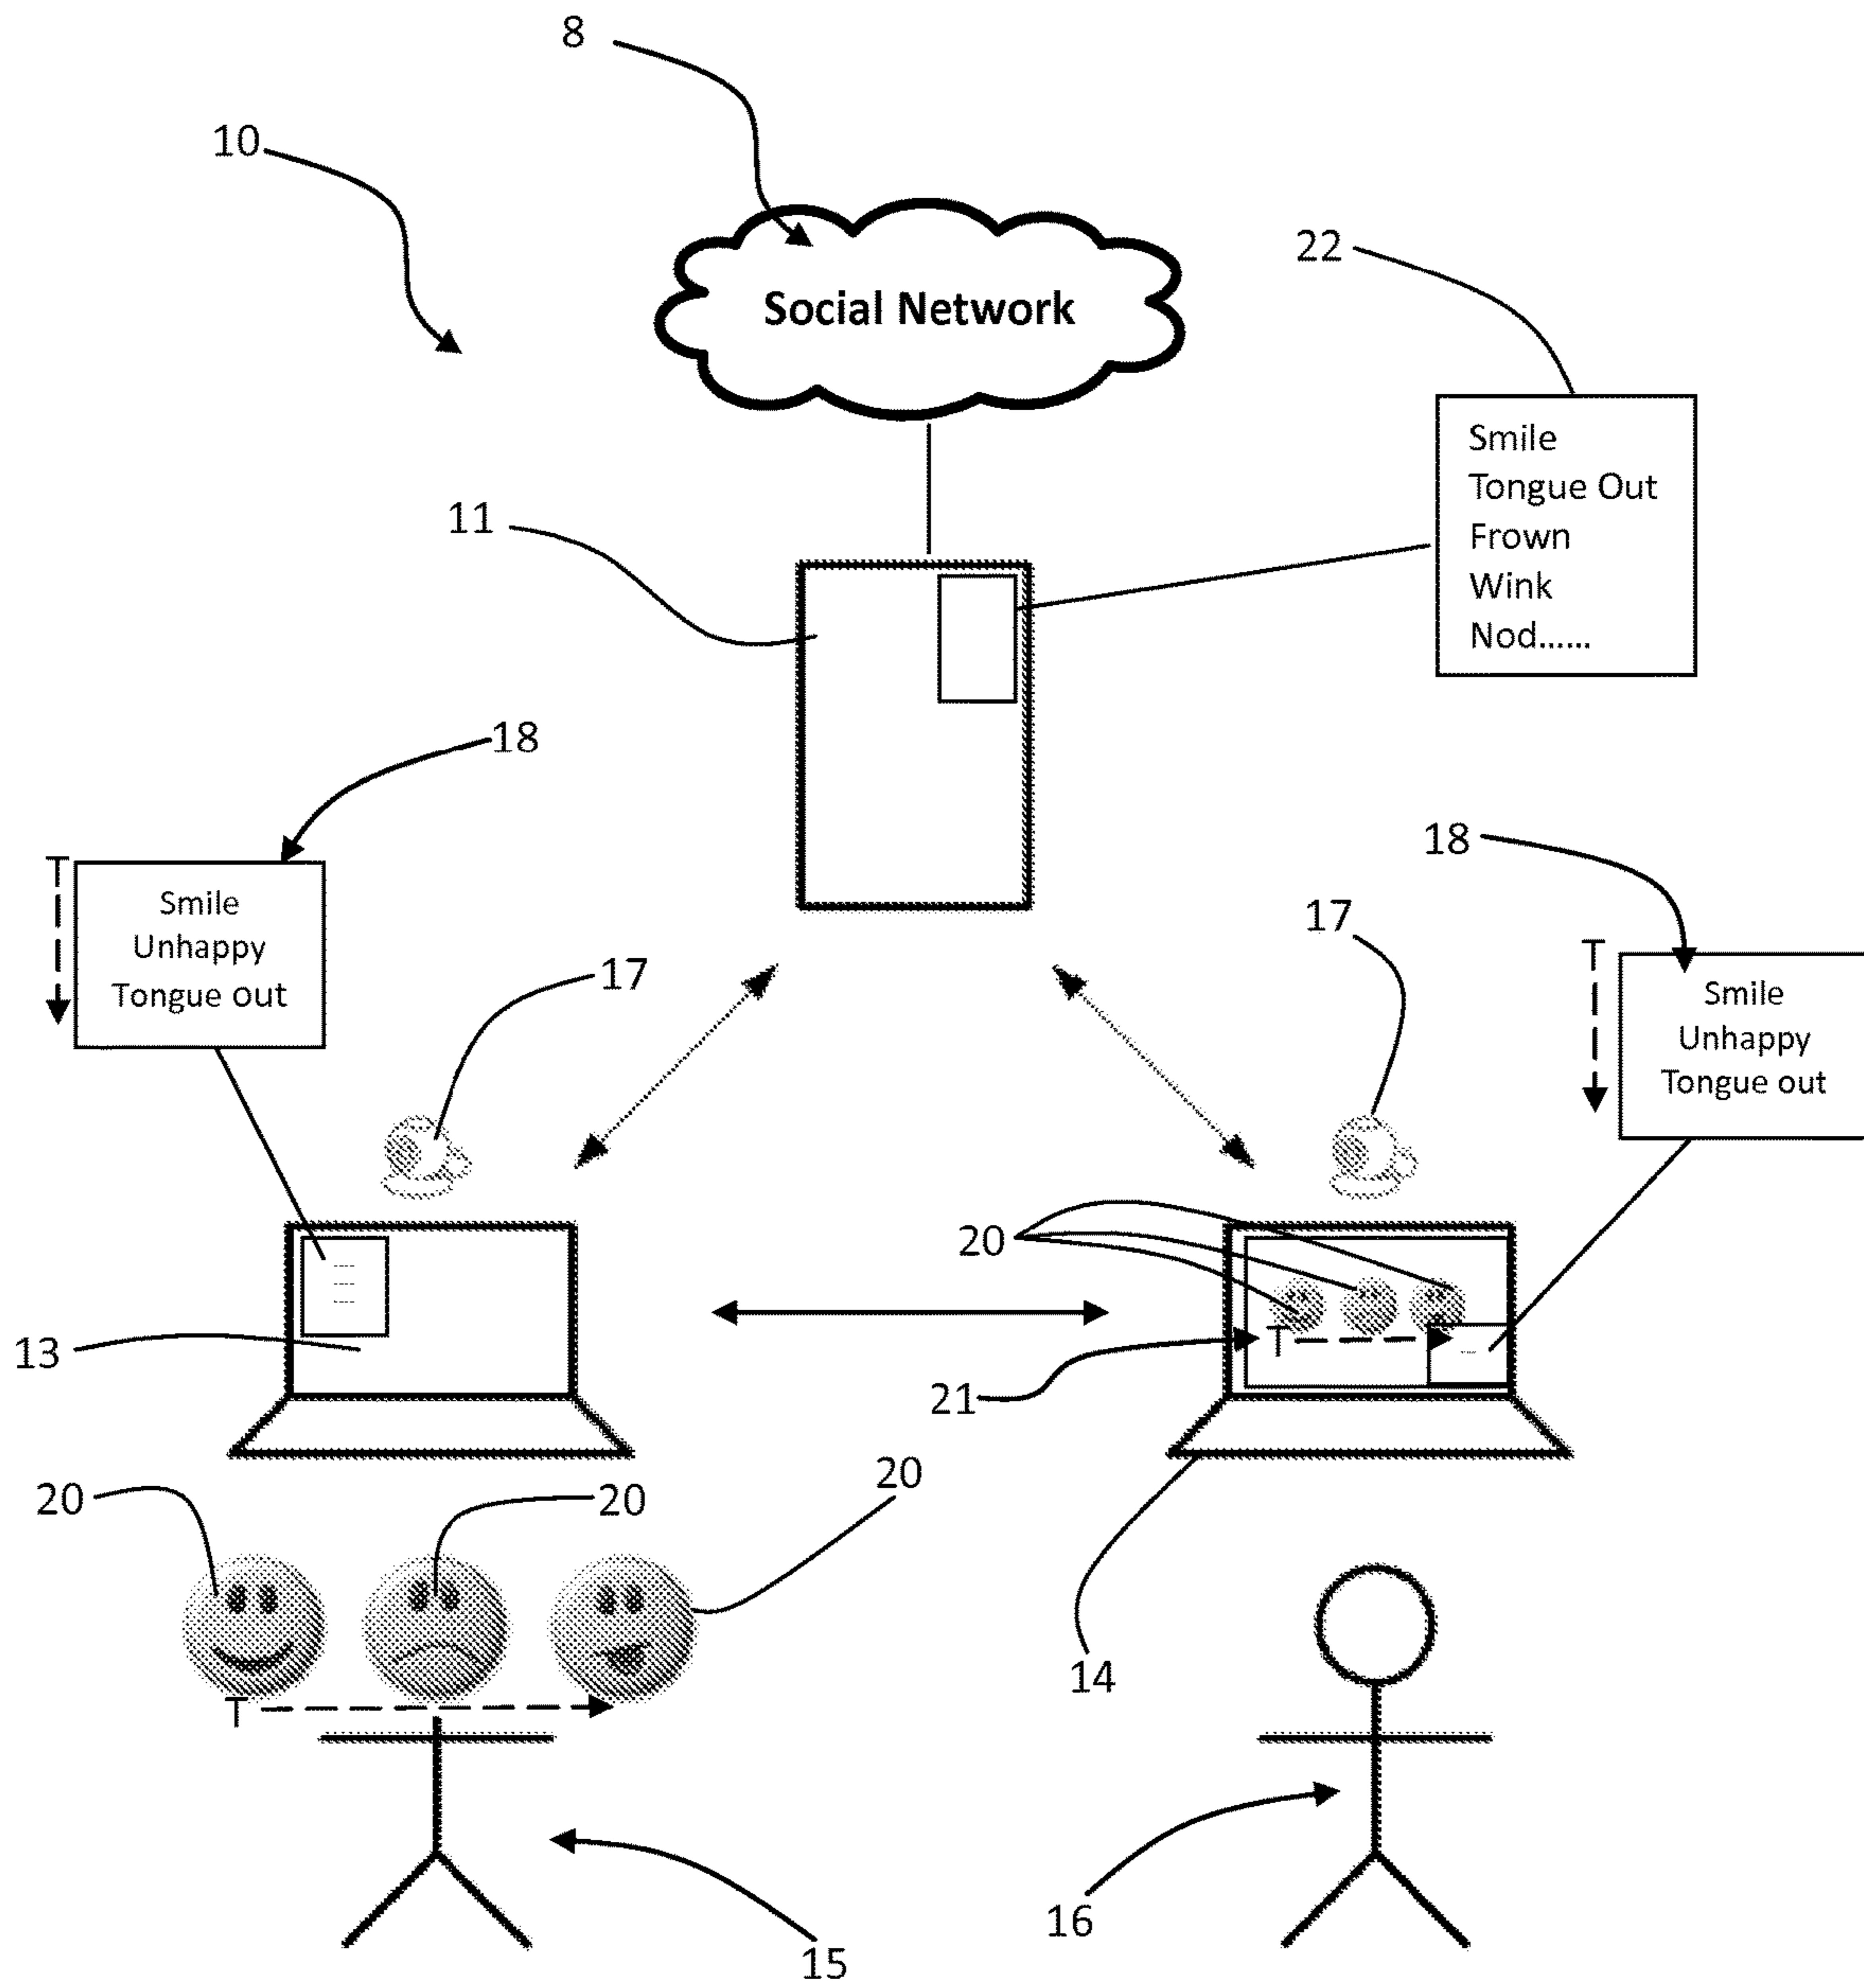 8
10
Social Network
22
Smile
Tongue Out
Frown
Wink
Nod......
11
18
T
Smile
Unhappy
Tongue out
17
18
17
T
Smile
Unhappy
Tongue out
20
13
T
21
20
20
20
T
14
16
15